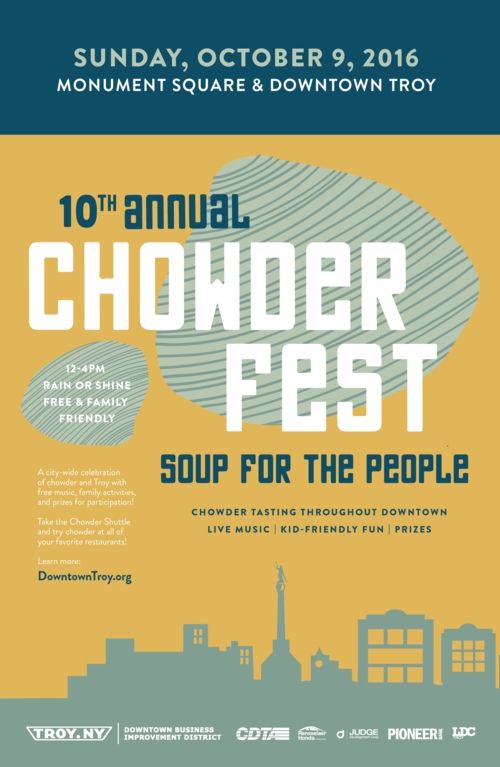 SUNDAY, OCTOBER 9, 2016
MONUMENT SQUARE & DOWNTOWN TROY
10TH ANNUAL
CHOWDER
FEST
12-4PM
RAIN OR SHINE
FREE & FAMILY
FRIENDLY
SOUP FOR THE PEOPLE
A city-wide celebration
of chowder and Troy with
free music, family activities,
and prizes for participation!
Take the Chowder Shuttle
and try chowder at all of
your favorite restaurants!
Learn more:
DowntownTroy.org
CHOWDER TASTING THROUGHOUT DOWNTOWN
LIVE MUSIC | KID-FRIENDLY FUN | PRIZES
TROY.NY
DOWNTOWN BUSINESS
IMPROVEMENT DISTRICT
CDTA
Rensselaer
Honda
JUDGE
PIONEER
LDC